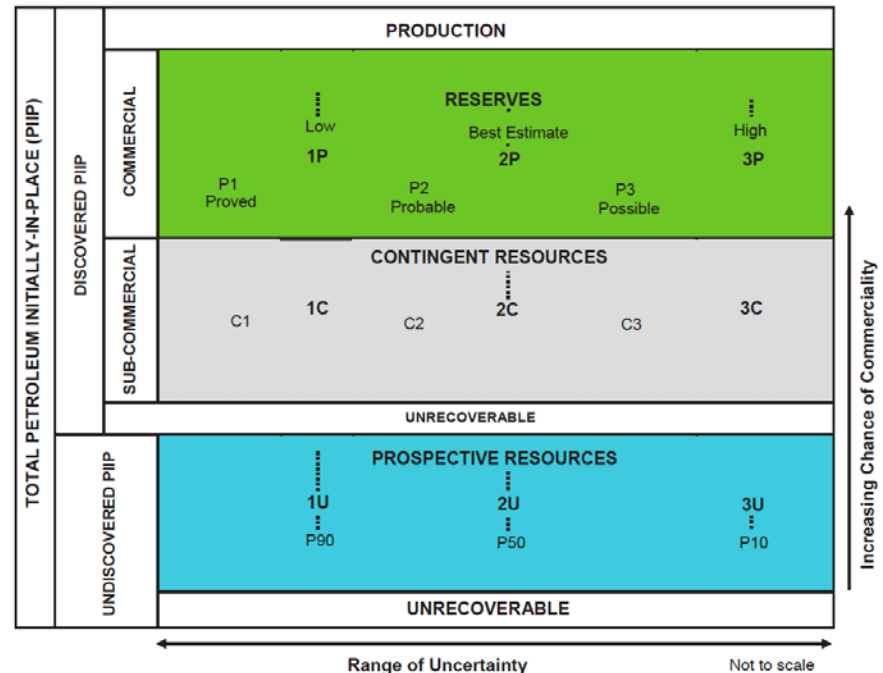 TOTAL PETROLEUM INITIALLY-IN-PLACE (PIIP)
DISCOVERED PIIP
UNDISCOVERED PIIP
COMMERCIAL
SUB-COMMERCIAL
PRODUCTION
RESERVES
Low
Best Estimate
High
1P
2P
3P
P1
Proved
P2
Probable
P3
Possible
CONTINGENT RESOURCES
C1
1C
C2
2C
C3
3C
UNRECOVERABLE
PROSPECTIVE RESOURCES
1U
2U
3U
P90
P50
P10
UNRECOVERABLE
Increasing Chance of Commerciality
Range of Uncertainty
Not to scale